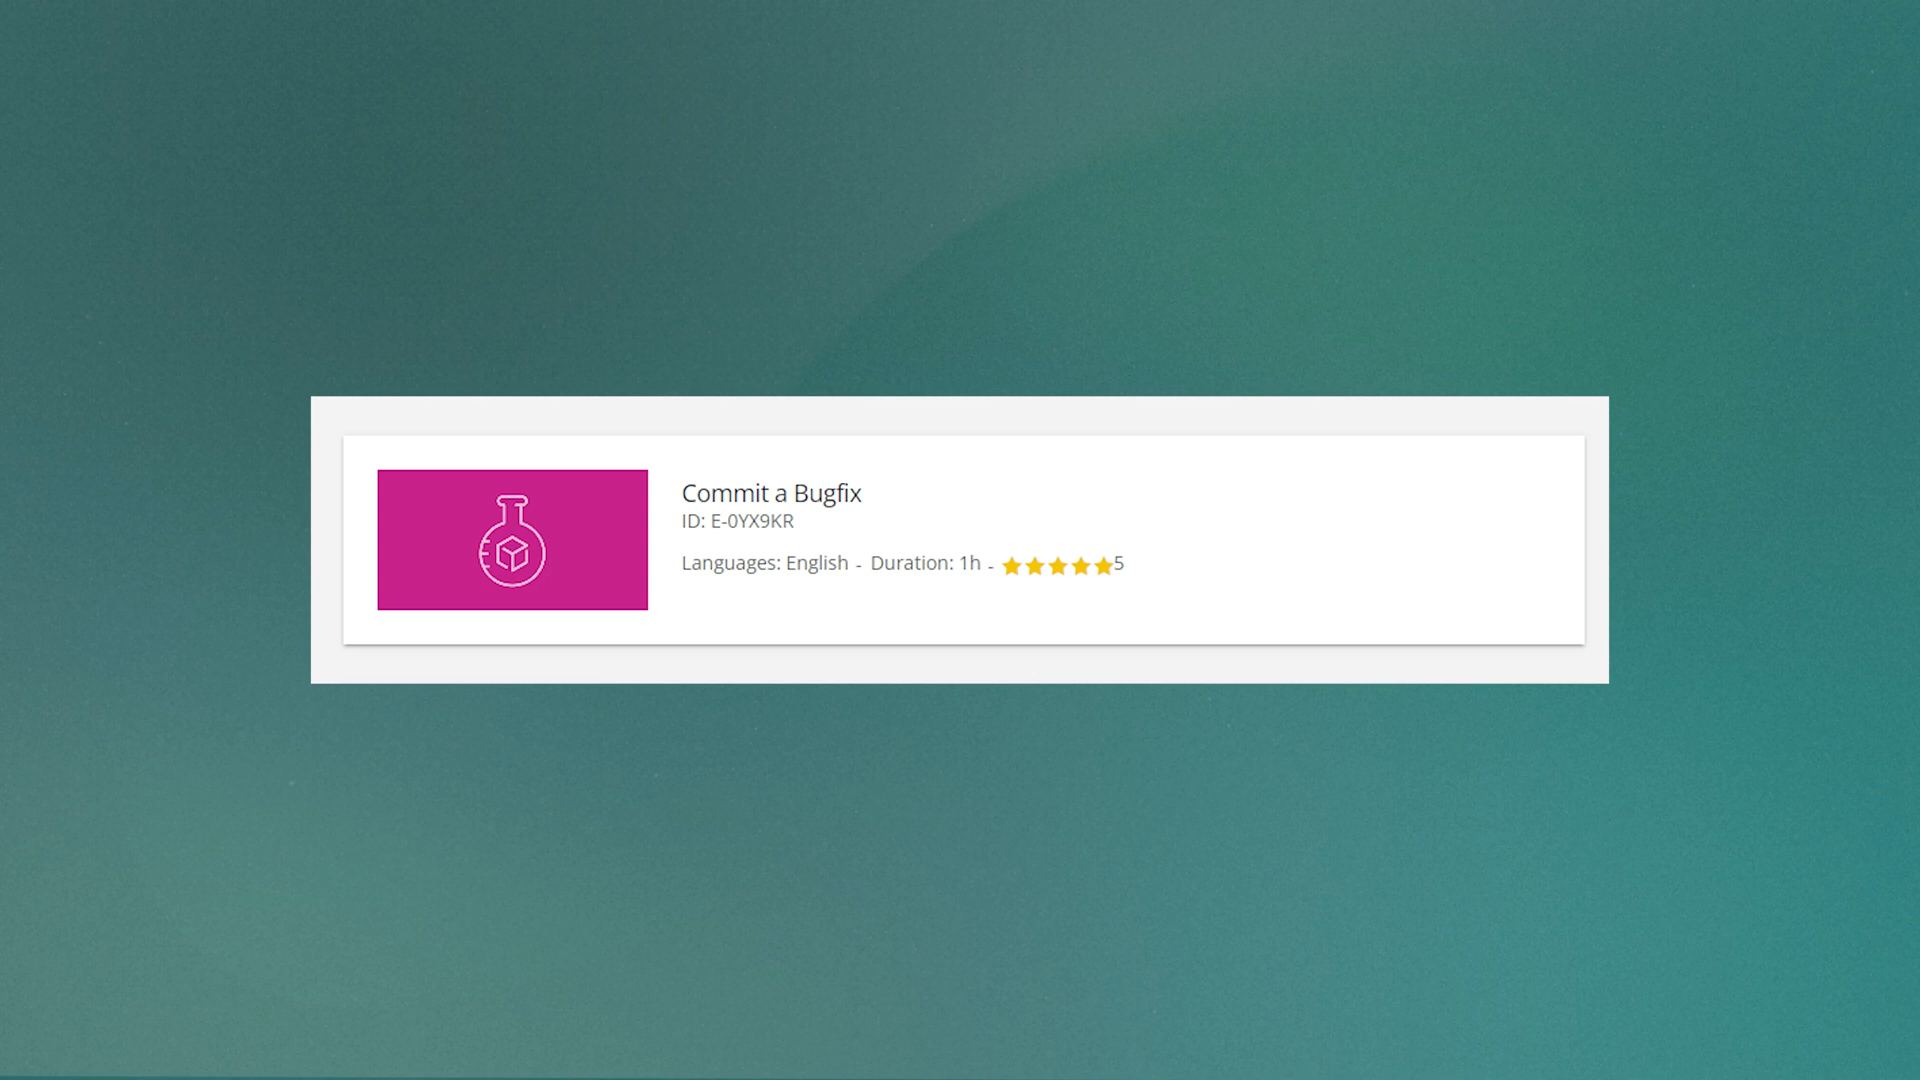 Commit a Bugfix
ID: E-0YX9KR
Languages: English - Duration: 1h - ★★★★★5